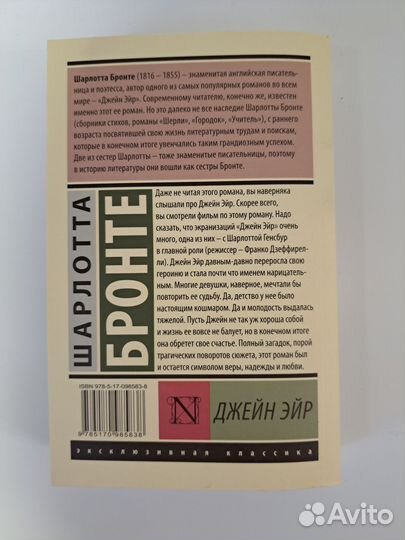 Шарлотта Бронте (1816 – 1855) – знаменитая английская писатель-
ница и поэтесса, автор одного из самых популярных романов во всем
мире – «Джейн Эйр». Современному читателю, конечно же, известен
именно этот ее роман. Но это далеко не все наследие Шарлотты Бронте
(сборники стихов, романы «Шерли», «Городок», «Учитель»), с раннего
возраста посвятившей свою жизнь литературным трудам и поискам,
которые в конечном итоге увенчались таким грандиозным успехом.
Две из сестер Шарлотты – тоже знаменитые писательницы, поэтому
в историю литературы они вошли как сестры Бронте.
ШАРЛОТТА
БРОНТЕ
Даже не читая этого романа, вы наверняка
слышали про Джейн Эйр. Скорее всего,
вы смотрели фильм по этому роману. Надо
сказать, что экранизаций «Джейн Эйр» очень
много, одна из них – с Шарлоттой Генсбур
в главной роли (режиссер – Франко Дзеффирел-
ли). Джейн Эйр давным-давно переросла свою
героиню и стала почти что именем нарицатель-
ным. Многие девушки, наверное, мечтали бы
повторить ее судьбу. Да, детство у нее было
настоящим кошмаром. Да и молодость выдалась
тяжелой. Пусть Джейн не так уж хороша собой
и жизнь ее вовсе не балует, но в конечном итоге
она обретет свое счастье. Полный загадок, порой
трагических поворотов сюжета, этот роман был
и остается символом веры, надежды и любви.
ISBN 978-5-17-098583-8
9 785170 985838
N
ДЖЕЙН ЭЙР
эксклюзивная классика
Avito